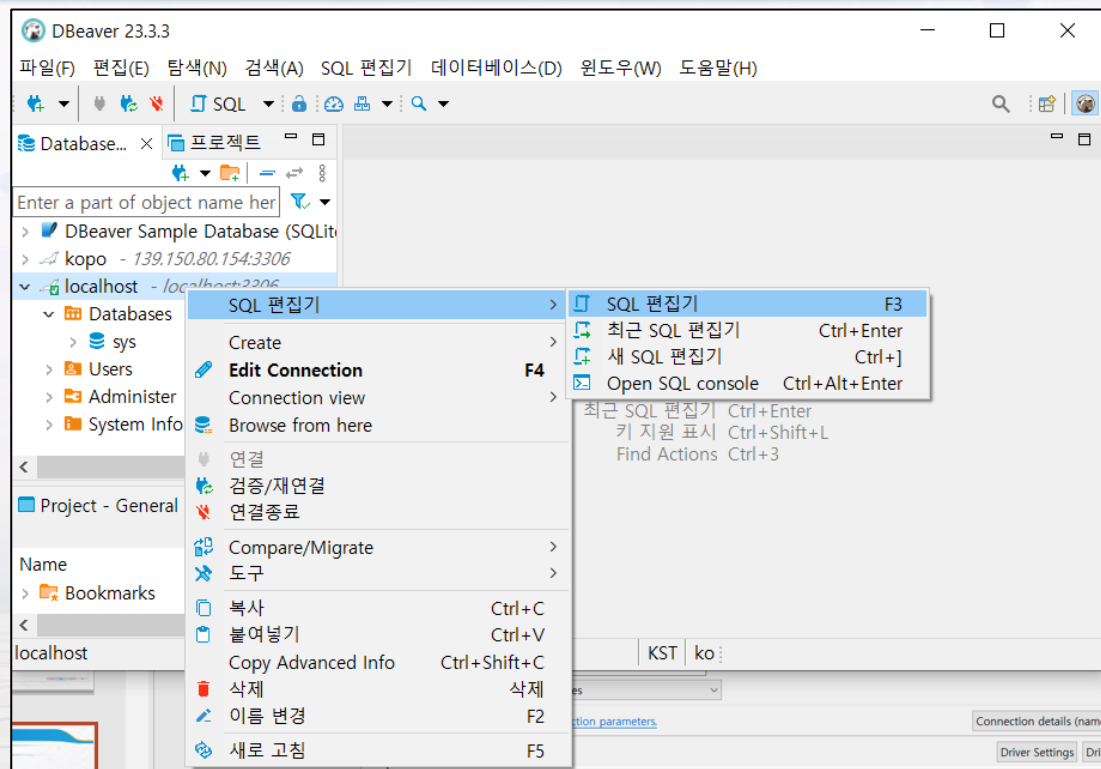 DBeaver 23.3.3
파일(F) 편집(E) 탐색(N) 검색(A) SQL 편집기 데이터베이스(D) 윈도우(W) 도움말(H)
SQL
Database... 프로젝트
Enter a part of object name her
DBeaver Sample Database (SQLit
kopo - 139.150.80.154:3306
localhost - localhost:3306
Databases
sys
Users
Administer
System Info
Project - General
Name
Bookmarks
localhost
SQL 편집기
Create
Edit Connection F4
Connection view
Browse from here
연결
검증/재연결
연결종료
Compare/Migrate
도구
복사 Ctrl+C
붙여넣기 Ctrl+V
Copy Advanced Info Ctrl+Shift+C
삭제 삭제
이름 변경 F2
새로 고침 F5
SQL 편집기 F3
최근 SQL 편집기 Ctrl+Enter
새 SQL 편집기 Ctrl+]
Open SQL console Ctrl+Alt+Enter
최근 SQL 편집기 Ctrl+Enter
키 지원 표시 Ctrl+Shift+L
Find Actions Ctrl+3
KST ko
parameters.
Connection details (nam
Driver Settings Dri